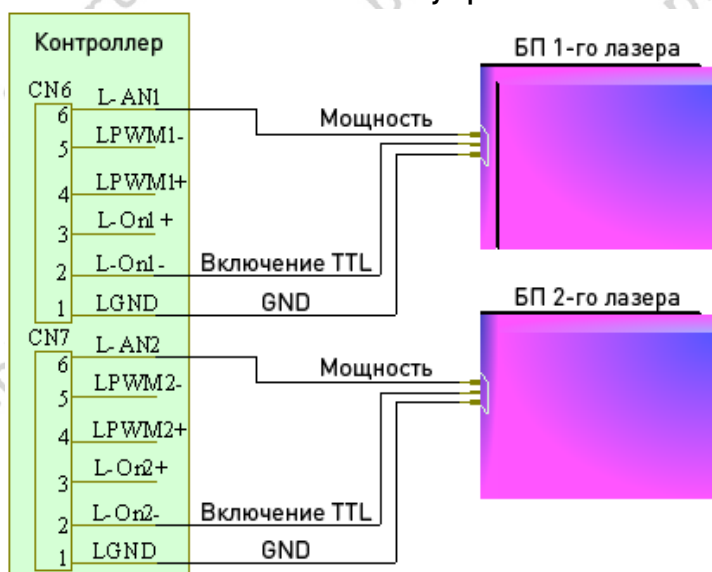 Контроллер
БП 1-го лазера
CN6
L-AN1
6
Мощность
LPWM1-
5
LPWM1+
4
L-On1+
3
L-On1-
Включение TTL
2
LGND
GND
1
БП 2-го лазера
CN7
L-AN2
6
Мощность
LPWM2-
5
LPWM2+
4
L-On2+
3
L-On2-
Включение TTL
2
LGND
GND
1